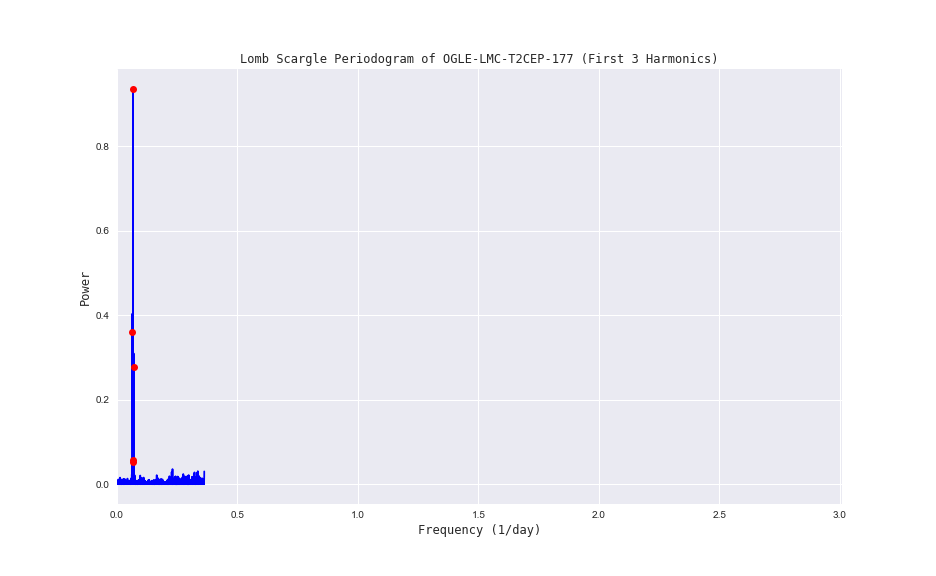 Lomb Scargle Periodogram of OGLE-LMC-T2CEP-177 (First 3 Harmonics)
0.8
0.6
0.4
0.2
0.0
Power
0.0 0.5 1.0 1.5 2.0 2.5 3.0
Frequency (1/day)